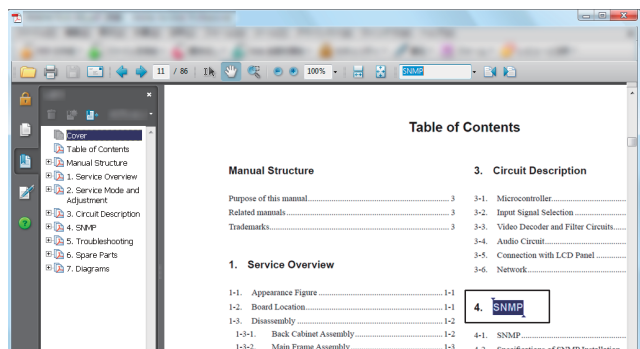 11 / 86
100%
SNMP
Cover
Table of Contents
Manual Structure
1. Service Overview
2. Service Mode and
Adjustment
3. Circuit Description
4. SNMP
5. Troubleshooting
6. Spare Parts
7. Diagrams
Table of Contents
Manual Structure
Purpose of this manual 3
Related manuals 3
Trademarks 3
1. Service Overview
1-1. Appearance Figure 1-1
1-2. Board Location 1-1
1-3. Disassembly 1-2
1-3-1. Back Cabinet Assembly 1-2
1-3-2. Main Frame Assembly 1-3
3. Circuit Description
3-1. Microcontroller
3-2. Input Signal Selection
3-3. Video Decoder and Filter Circuits
3-4. Audio Circuit
3-5. Connection with LCD Panel
3-6. Network
4. SNMP
4-1. SNMP
4-2. Specifications of SNMP Installation